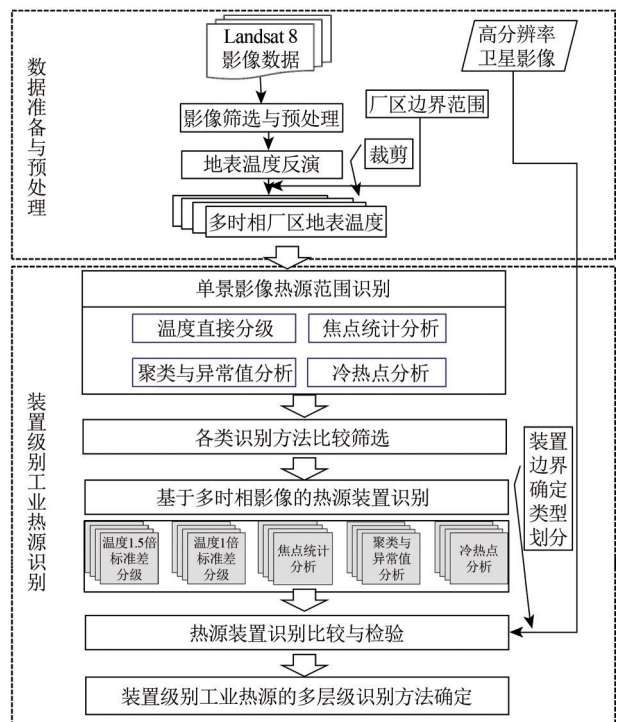 数据准备与预处理
Landsat 8
影像数据
高分辨率
卫星影像
影像筛选与预处理
厂区边界范围
地表温度反演
裁剪
多时相厂区地表温度
装置级别工业热源识别
单景影像热源范围识别
温度直接分级
焦点统计分析
聚类与异常值分析
冷热点分析
各类识别方法比较筛选
装置
边界
确定
类型
划分
基于多时相影像的热源装置识别
温度1.5倍
标准差
分级
温度1倍
标准差
分级
焦点统计
分析
聚类与
异常值
分析
冷热点
分析
热源装置识别比较与检验
装置级别工业热源的多层级识别方法确定